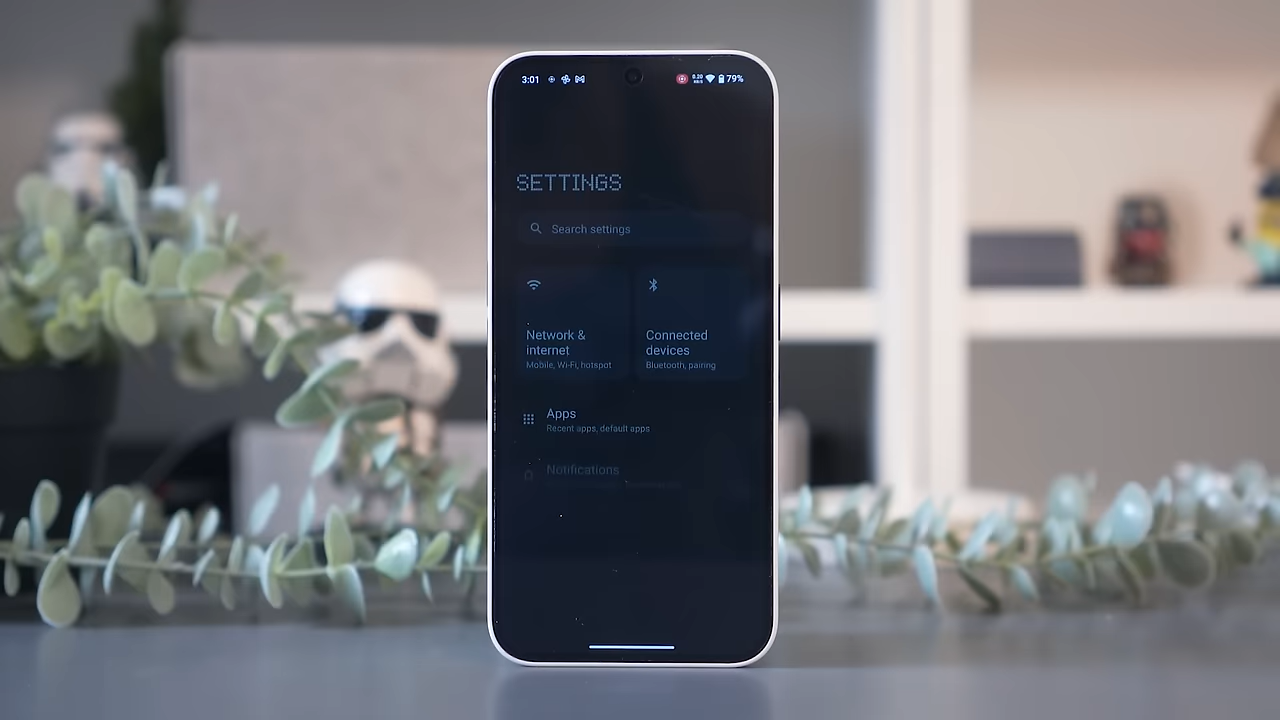 3:01 79%
SETTINGS
Search settings
Network &
internet
Mobile, Wi-Fi, hotspot
Connected
devices
Bluetooth, pairing
Apps
Recent apps, default apps
Notifications